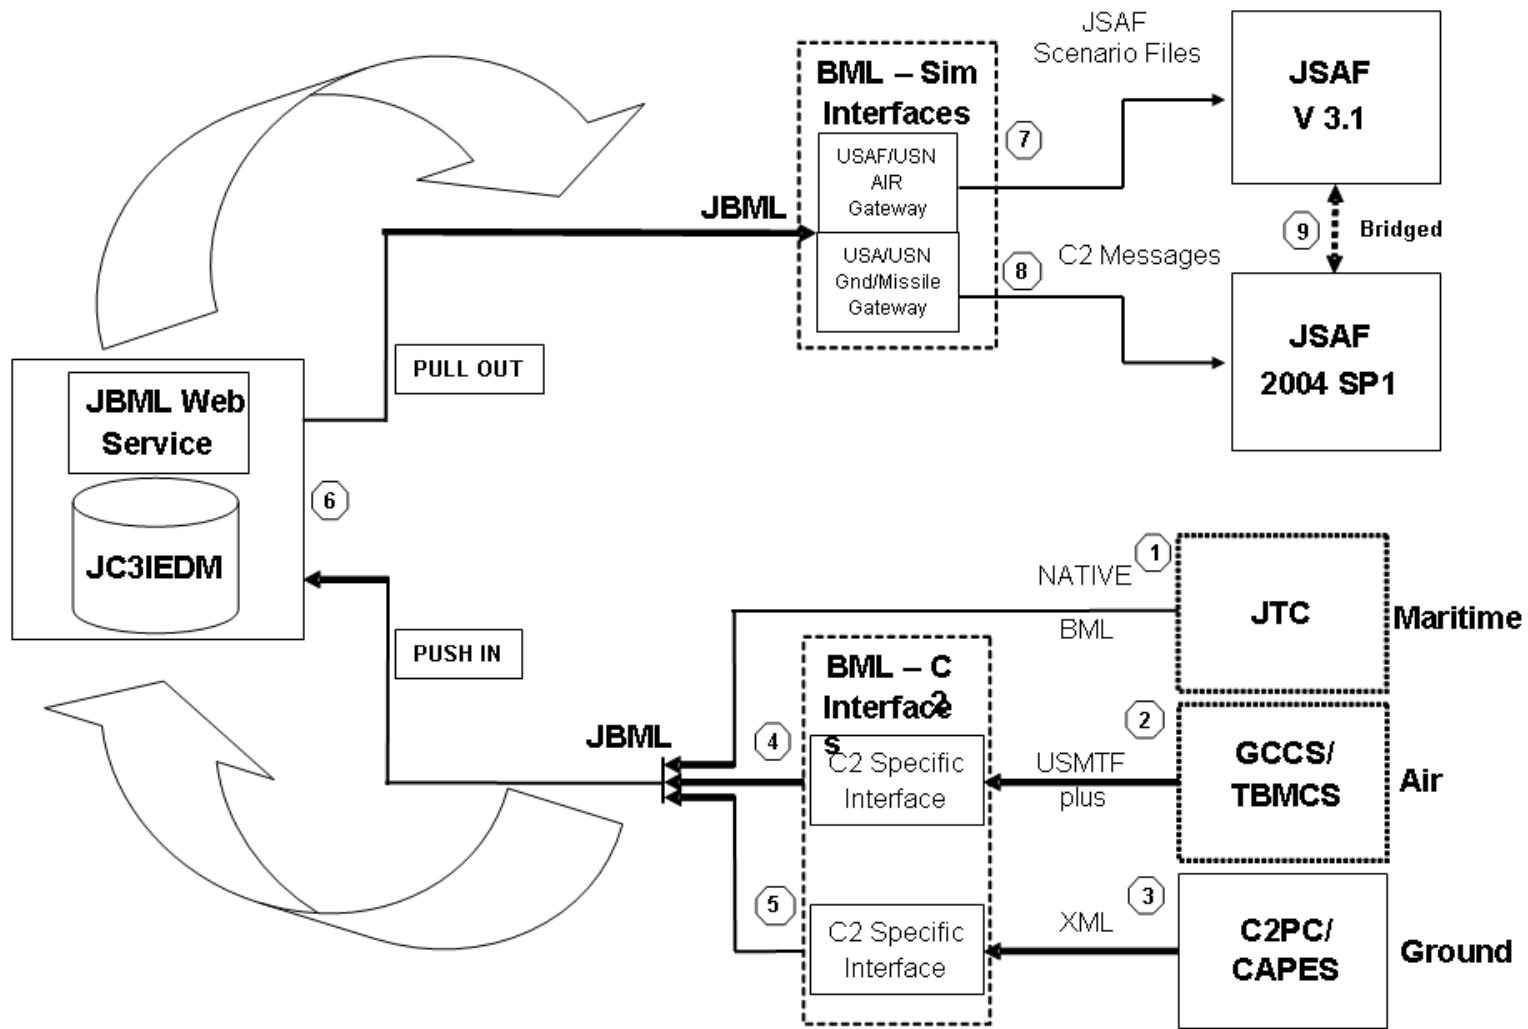 JSAF
Scenario Files
JSAF
V 3.1
BML – Sim
Interfaces
7
USAF/USN
AIR
Gateway
JBML
USA/USN
Gnd/Missile
Gateway
8
C2 Messages
9
Bridged
JSAF
2004 SP1
PULL OUT
JBML Web
Service
JC3IEDM
6
PUSH IN
JBML
NATIVE
BML
1
JTC
Maritime
BML – C
2
Interface
s
4
C2 Specific
Interface
USMTF
plus
2
GCCS/
TBMCS
Air
5
C2 Specific
Interface
XML
3
C2PC/
CAPES
Ground